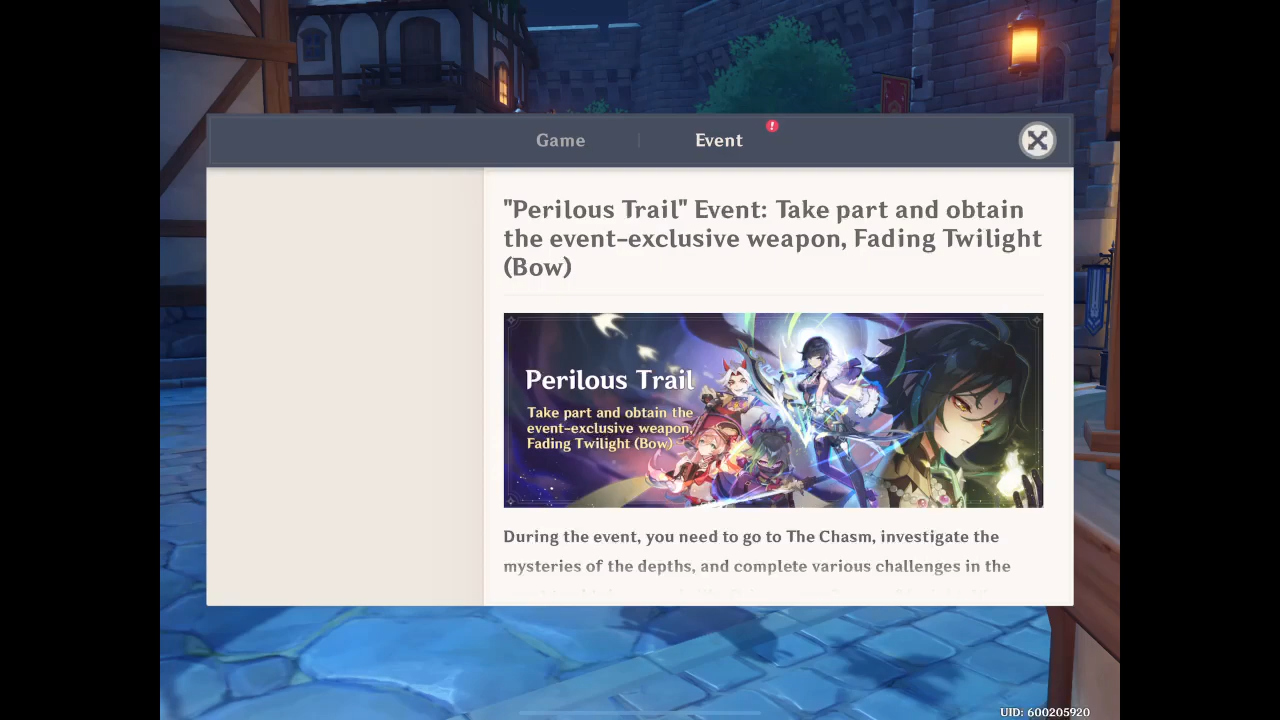 Game
Event
"Perilous Trail" Event: Take part and obtain
the event-exclusive weapon, Fading Twilight
(Bow)
Perilous Trail
Take part and obtain the
event-exclusive weapon,
Fading Twilight (Bow)
During the event, you need to go to The Chasm, investigate the
mysteries of the depths, and complete various challenges in the
UID: 600205920